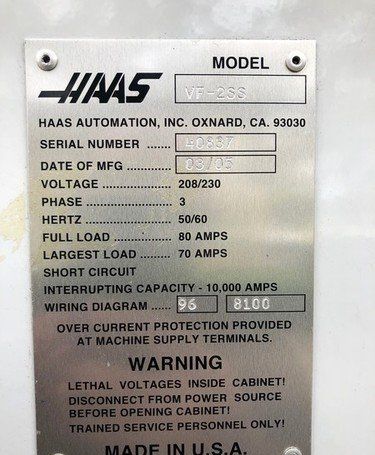 MODEL
HAAS VF-2SS
HAAS AUTOMATION, INC. OXNARD, CA. 93030
SERIAL NUMBER ...... 40637
DATE OF MFG ............ 03/05
VOLTAGE ...................... 208/230
PHASE ........................... 3
HERTZ ........................... 50/60
FULL LOAD ................... 80 AMPS
LARGEST LOAD .......... 70 AMPS
SHORT CIRCUIT
INTERRUPTING CAPACITY - 10,000 AMPS
WIRING DIAGRAM ..... 96 8100
OVER CURRENT PROTECTION PROVIDED
AT MACHINE SUPPLY TERMINALS.
WARNING
LETHAL VOLTAGES INSIDE CABINET!
DISCONNECT FROM POWER SOURCE
BEFORE OPENING CABINET!
TRAINED SERVICE PERSONNEL ONLY!
MADE IN U.S.A.